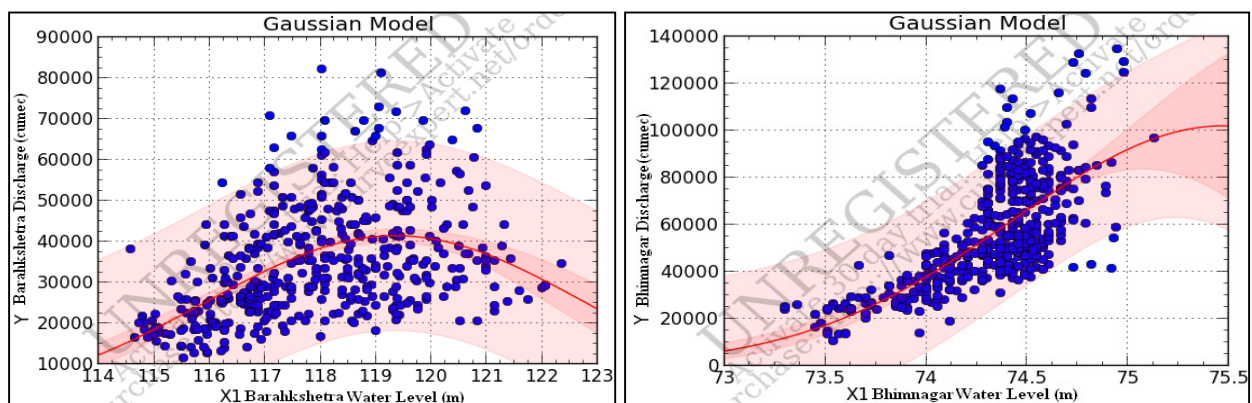 Gaussian Model
90000
80000
70000
60000
50000
40000
30000
20000
10000
Y Barahkshetra Discharge (cumec)
114 115 116 117 118 119 120 121 122 123
X1 Barahkshetra Water Level (m)
UNREGISTERED
Gaussian Model
140000
120000
100000
80000
60000
40000
20000
0
Y Bhimnagar Discharge (cumec)
73 73.5 74 74.5 75 75.5
X1 Bhimnagar Water Level (m)
UNREGISTERED